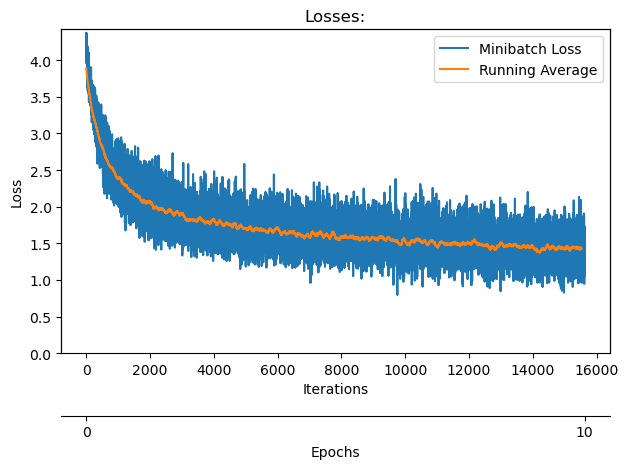 Losses:
Minibatch Loss
Running Average
Loss
4.0
3.5
3.0
2.5
2.0
1.5
1.0
0.5
0.0
0 2000 4000 6000 8000 10000 12000 14000 16000
Iterations
0 10
Epochs